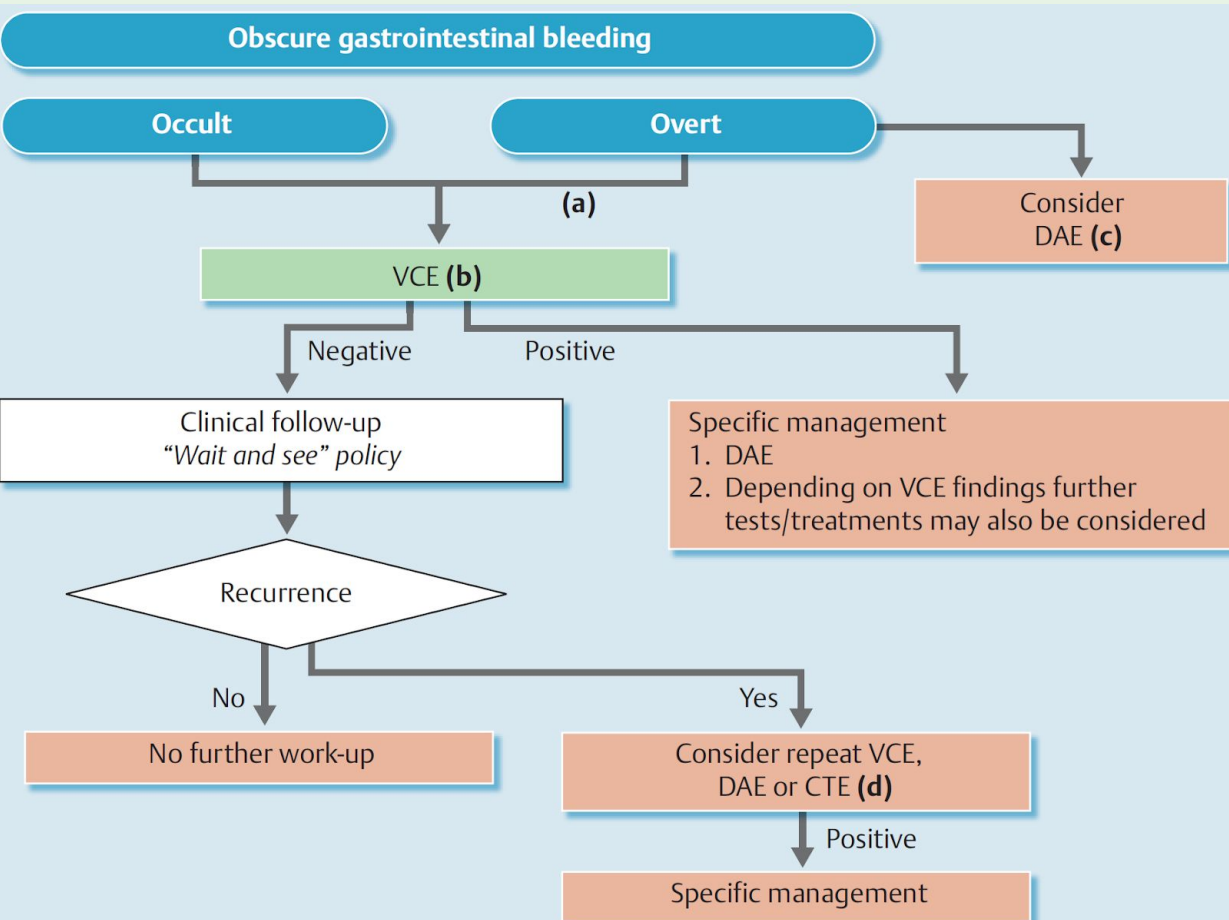 Obscure gastrointestinal bleeding
Occult
Overt
(a)
Consider
DAE (c)
VCE (b)
Negative
Positive
Clinical follow-up
“Wait and see” policy
Specific management
1. DAE
2. Depending on VCE findings further
tests/treatments may also be considered
Recurrence
No
Yes
No further work-up
Consider repeat VCE,
DAE or CTE (d)
Positive
Specific management